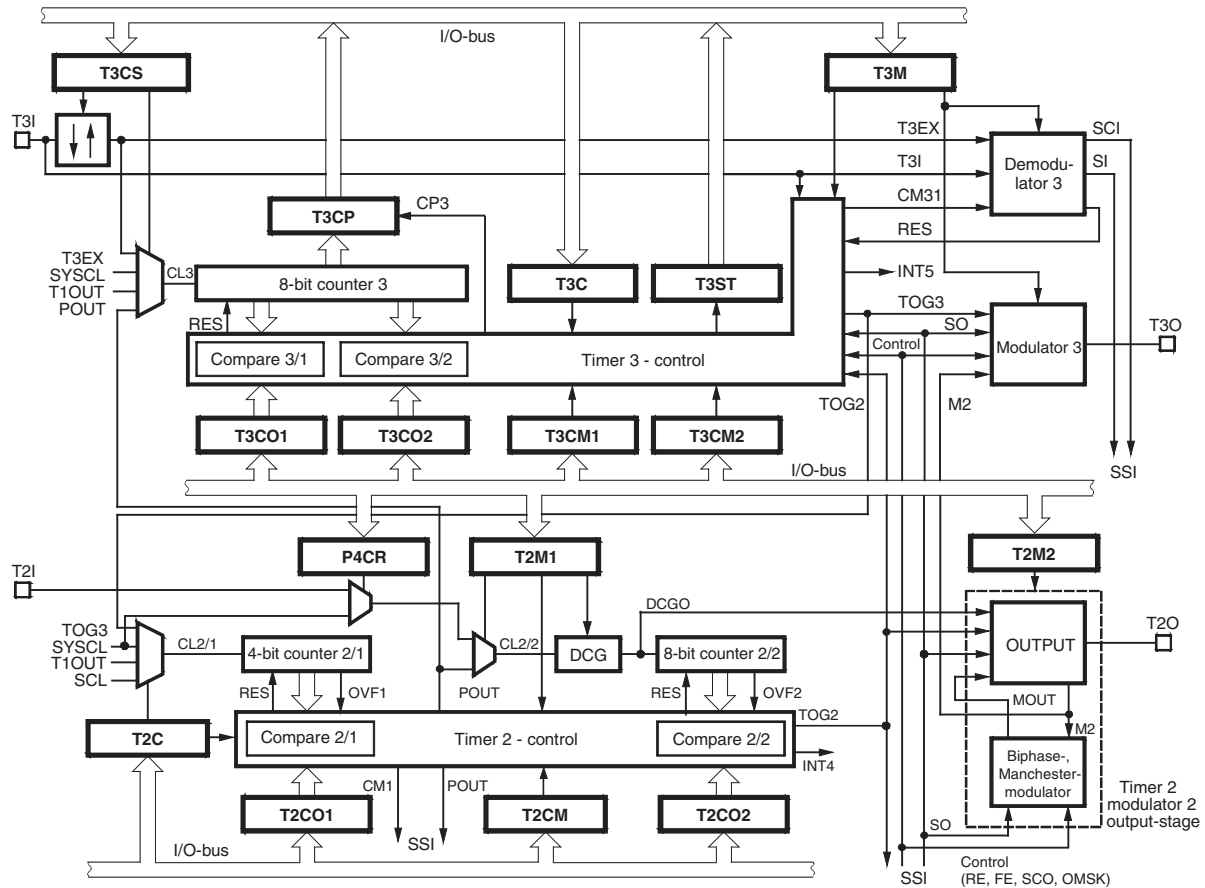 I/O-bus
T3CS
T3M
T3I
T3EX
SCI
T3I
SI
Demodu-
lator 3
CP3
T3CP
CM31
RES
T3EX
SYSCL
T1OUT
POUT
CL3
8-bit counter 3
T3C
T3ST
INT5
RES
TOG3
SO
T3O
Compare 3/1
Compare 3/2
Timer 3 - control
Control
Modulator 3
TOG2
M2
T3CO1
T3CO2
T3CM1
T3CM2
I/O-bus
SSI
P4CR
T2M1
T2M2
T2I
DCGO
T2O
TOG3
SYSCL
T1OUT
SCL
CL2/1
4-bit counter 2/1
CL2/2
DCG
8-bit counter 2/2
OUTPUT
RES
OVF1
POUT
RES
OVF2
MOUT
TOG2
M2
T2C
Compare 2/1
Timer 2 - control
Compare 2/2
INT4
Biphase-,
Manchester-
modulator
CM1
POUT
Timer 2
modulator 2
output-stage
T2CO1
T2CM
T2CO2
SSI
SO
I/O-bus
SSI
Control
(RE, FE, SCO, OMSK)